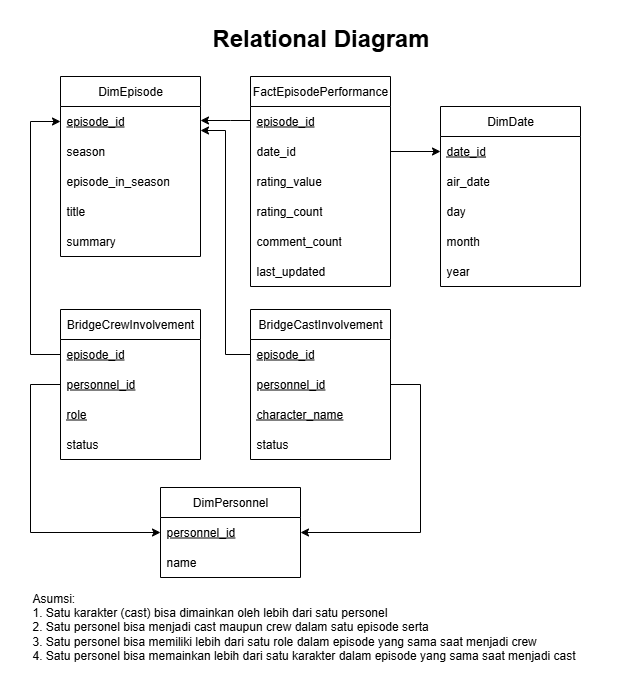 Relational Diagram
DimEpisode
episode_id
season
episode_in_season
title
summary
FactEpisodePerformance
episode_id
date_id
rating_value
rating_count
comment_count
last_updated
DimDate
date_id
air_date
day
month
year
BridgeCrewInvolvement
episode_id
personnel_id
role
status
BridgeCastInvolvement
episode_id
personnel_id
character_name
status
DimPersonnel
personnel_id
name
Asumsi:
1. Satu karakter (cast) bisa dimainkan oleh lebih dari satu personel
2. Satu personel bisa menjadi cast maupun crew dalam satu episode serta
3. Satu personel bisa memiliki lebih dari satu role dalam episode yang sama saat menjadi crew
4. Satu personel bisa memainkan lebih dari satu karakter dalam episode yang sama saat menjadi cast